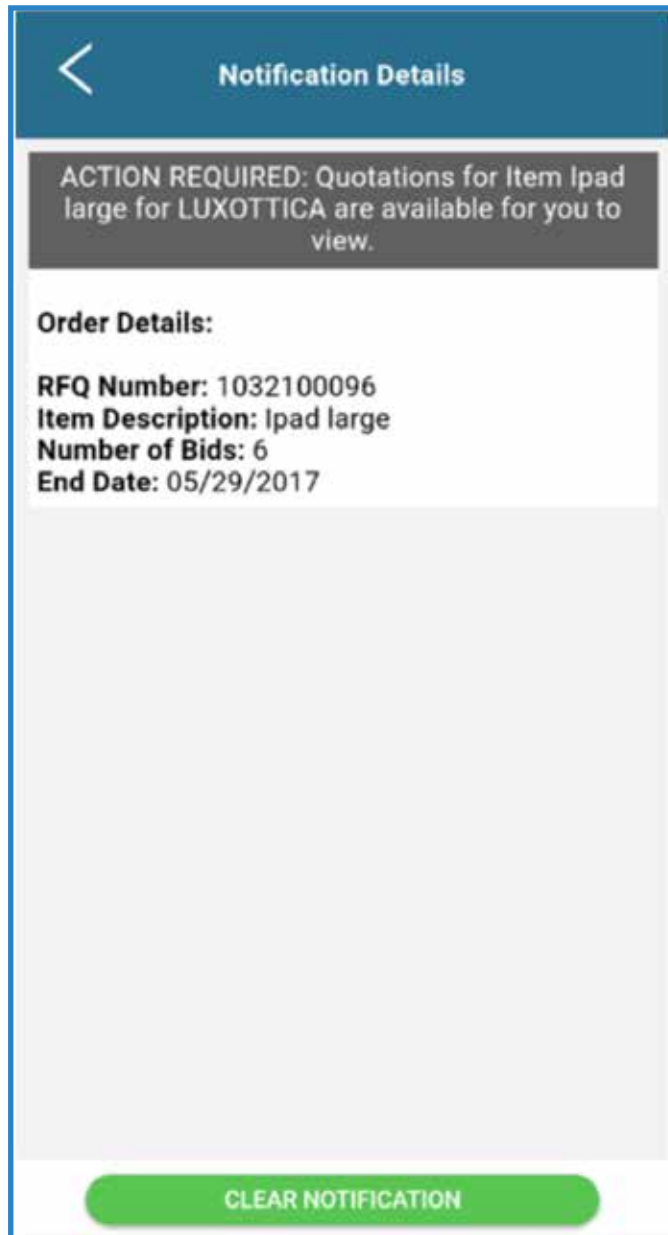 Notification Details
ACTION REQUIRED: Quotations for Item Ipad
large for LUXOTTICA are available for you to
view.
Order Details:
RFQ Number: 1032100096
Item Description: Ipad large
Number of Bids: 6
End Date: 05/29/2017
CLEAR NOTIFICATION